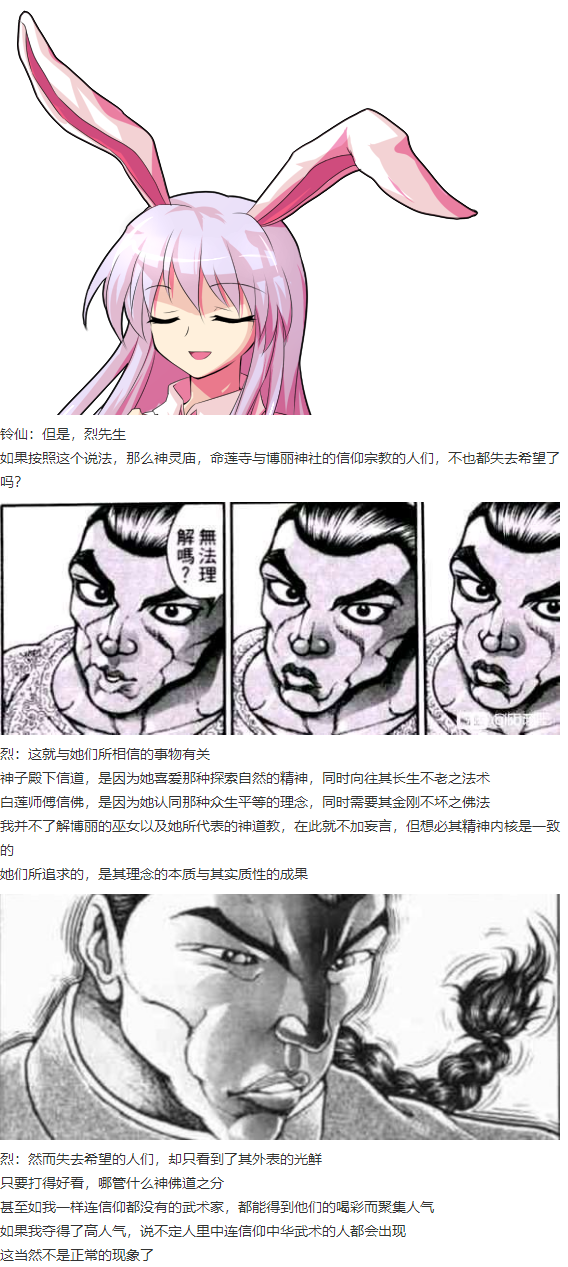 铃仙：但是，烈先生
如果按照这个说法，那么神灵庙，命莲寺与博丽神社的信仰宗教的人们，不也都失去希望了
吗？
無法理
解嗎？
烈：这就与她们所相信的事物有关
神子殿下信道，是因为她喜爱那种探索自然的精神，同时向往其长生不老之法术
白莲师傅信佛，是因为她认同那种众生平等的理念，同时需要其金刚不坏之佛法
我并不了解博丽的巫女以及她所代表的神道教，在此就不加妄言，但想必其精神内核是一致
的
她们所追求的，是其理念的本质与其实质性的成果
烈：然而失去希望的人们，却只看到了其外表的光鲜
只要打得好看，哪管什么神佛道之分
甚至如我一样连信仰都没有的武术家，都能得到他们的喝彩而聚集人气
如果我夺得了高人气，说不定人里中连信仰中华武术的人都会出现
这当然不是正常的现象了